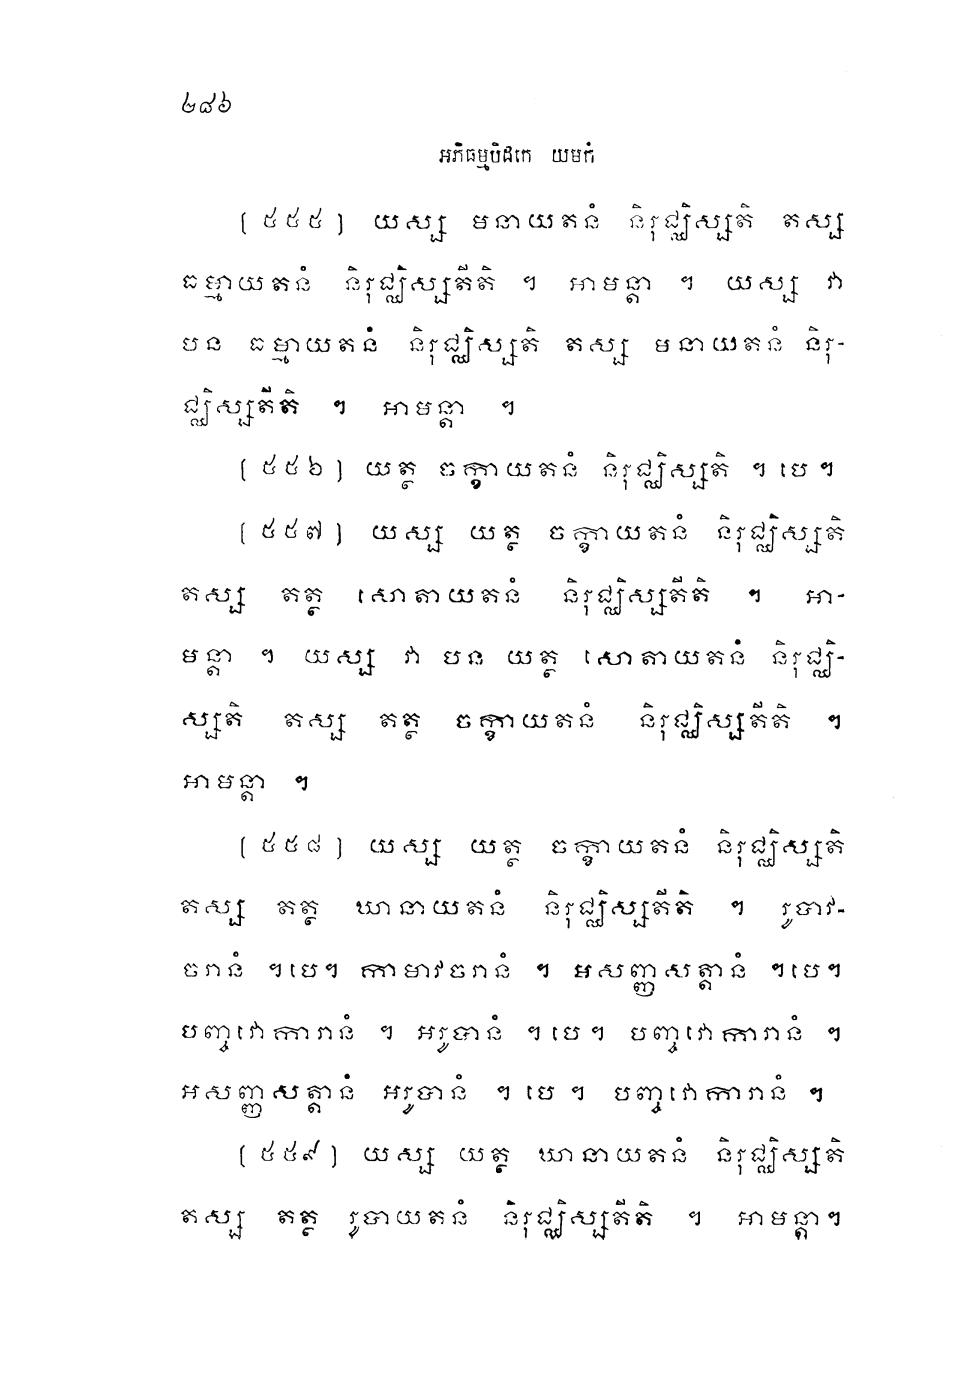 ២៨៦
អភិធម្មបិដកេ យមកំ
[ ៥៥៥ ] យស្ស មនាយតនំ និរុជ្ឈិស្សតិ តស្ស
ធម្មាយតនំ និរុជ្ឈិស្សតីតិ ។ អាមន្តា ។ យស្ស វា
បន ធម្មាយតនំ និរុជ្ឈិស្សតិ តស្ស មនាយតនំ និរុ-
ជ្ឈិស្សតីតិ ។ អាមន្តា ។
[ ៥៥៦ ] យត្ថ ចក្ខាយតនំ និរុជ្ឈិស្សតិ ។ បេ ។
[ ៥៥៧ ] យស្ស យត្ថ ចក្ខាយតនំ និរុជ្ឈិស្សតិ
តស្ស តត្ថ សោតាយតនំ និរុជ្ឈិស្សតីតិ ។ អា-
មន្តា ។ យស្ស វា បន យត្ថ សោតាយតនំ និរុជ្ឈិ-
ស្សតិ តស្ស តត្ថ ចក្ខាយតនំ និរុជ្ឈិស្សតីតិ ។
អាមន្តា ។
[ ៥៥៨ ] យស្ស យត្ថ ចក្ខាយតនំ និរុជ្ឈិស្សតិ
តស្ស តត្ថ ឃានាយតនំ និរុជ្ឈិស្សតីតិ ។ រូបាវ-
ចរានំ ។ បេ ។ កាមាវចរានំ ។ អសញ្ញសត្តានំ ។ បេ ។
បញ្ចវោការានំ ។ អរូបានំ ។ បេ ។ បញ្ចវោការានំ ។
អសញ្ញសត្តានំ អរូបានំ ។ បេ ។ បញ្ចវោការានំ ។
[ ៥៥៩ ] យស្ស យត្ថ ឃានាយតនំ និរុជ្ឈិស្សតិ
តស្ស តត្ថ រូបាយតនំ និរុជ្ឈិស្សតីតិ ។ អាមន្តា ។